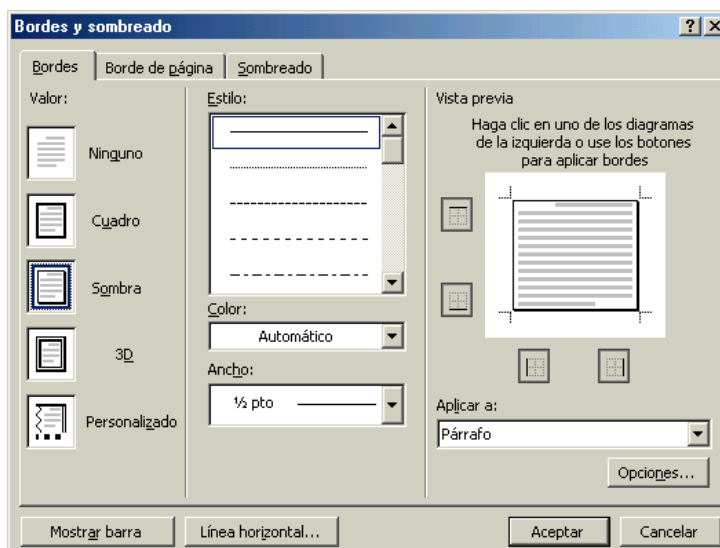 Bordes y sombreado
Bordes
Borde de página
Sombreado
Valor:
Ninguno
Cuadro
Sombra
3D
Personalizado
Estilo:
Color:
Automático
Ancho:
½ pto
Vista previa
Haga clic en uno de los diagramas
de la izquierda o use los botones
para aplicar bordes
Aplicar a:
Párrafo
Opciones...
Mostrar barra
Línea horizontal...
Aceptar
Cancelar